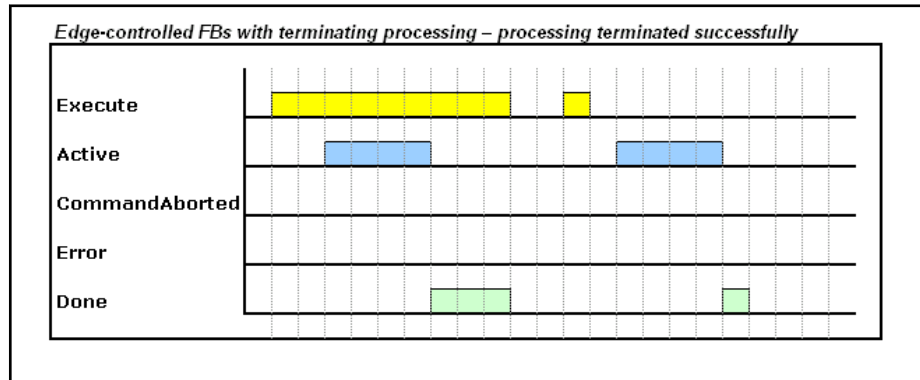 Edge-controlled FBs with terminating processing – processing terminated successfully
Execute
Active
CommandAborted
Error
Done